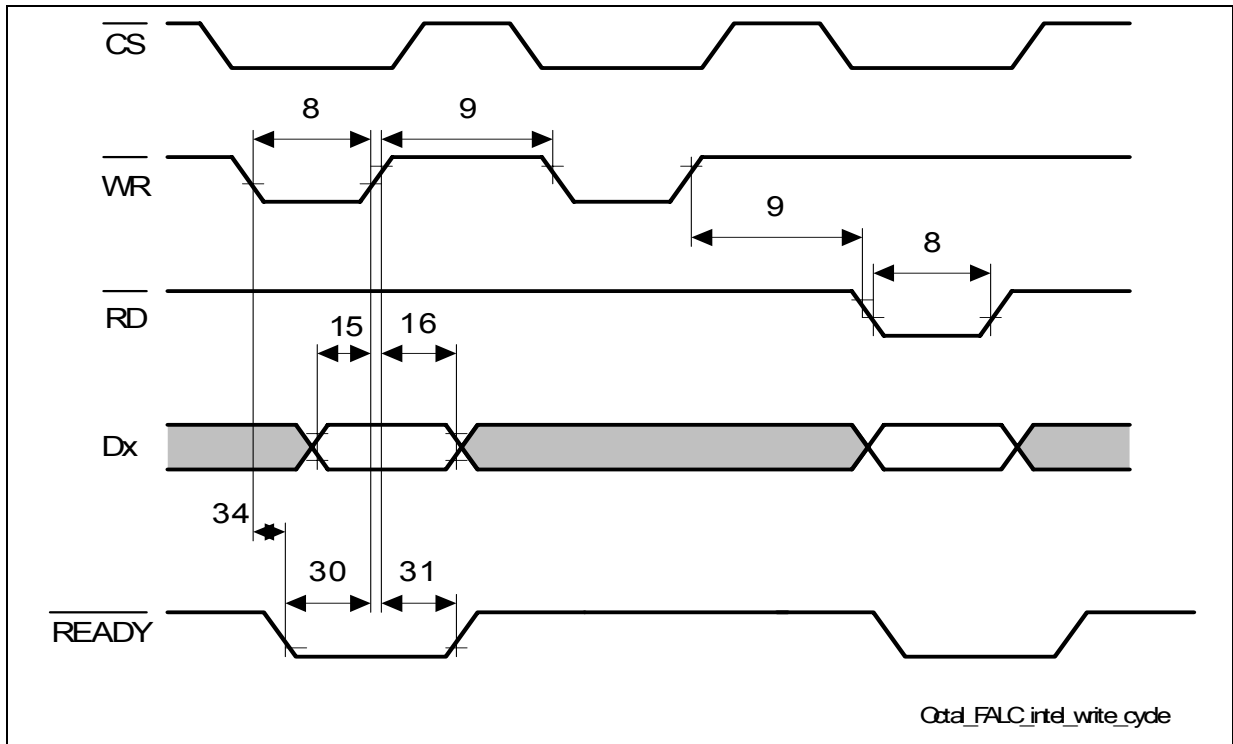 CS
8
9
WR
9
8
RD
15
16
Dx
34
30
31
READY
Octal_FALC_intel_write_cycle